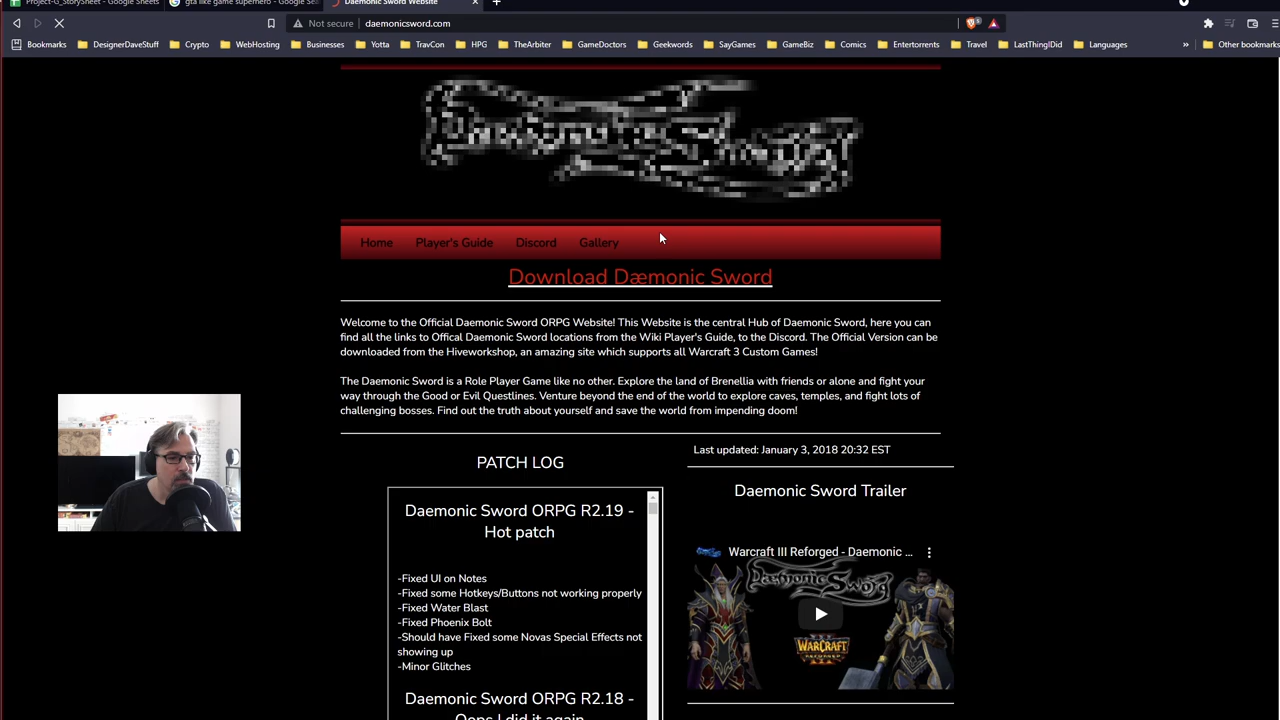 Project-G_StorySheet - Google Sheets
gta like game superhero - Google Sea
Daemonic Sword Website
Not secure
daemonicsword.com
Bookmarks
DesignerDaveStuff
Crypto
WebHosting
Businesses
Yotta
TravCon
HPG
TheArbiter
GameDoctors
Geekwords
SayGames
GameBiz
Comics
Entertorrents
Travel
LastThingIDid
Languages
»
Other bookmarks
Daemonic Sword
Home
Player's Guide
Discord
Gallery
Download Dæmonic Sword
Welcome to the Official Daemonic Sword ORPG Website! This Website is the central Hub of Daemonic Sword, here you can
find all the links to Offical Daemonic Sword locations from the Wiki Player's Guide, to the Discord. The Official Version can be
downloaded from the Hiveworkshop, an amazing site which supports all Warcraft 3 Custom Games!
The Daemonic Sword is a Role Player Game like no other. Explore the land of Brenellia with friends or alone and fight your
way through the Good or Evil Questlines. Venture beyond the end of the world to explore caves, temples, and fight lots of
challenging bosses. Find out the truth about yourself and save the world from impending doom!
PATCH LOG
Daemonic Sword ORPG R2.19 -
Hot patch
-Fixed UI on Notes
-Fixed some Hotkeys/Buttons not working properly
-Fixed Water Blast
-Fixed Phoenix Bolt
-Should have Fixed some Novas Special Effects not
showing up
-Minor Glitches
Daemonic Sword ORPG R2.18 -
Oops I did it again
Last updated: January 3, 2018 20:32 EST
Daemonic Sword Trailer
Warcraft III Reforged - Daemonic ...
Dæmonic Sword
WARCRAFT
REFORGED